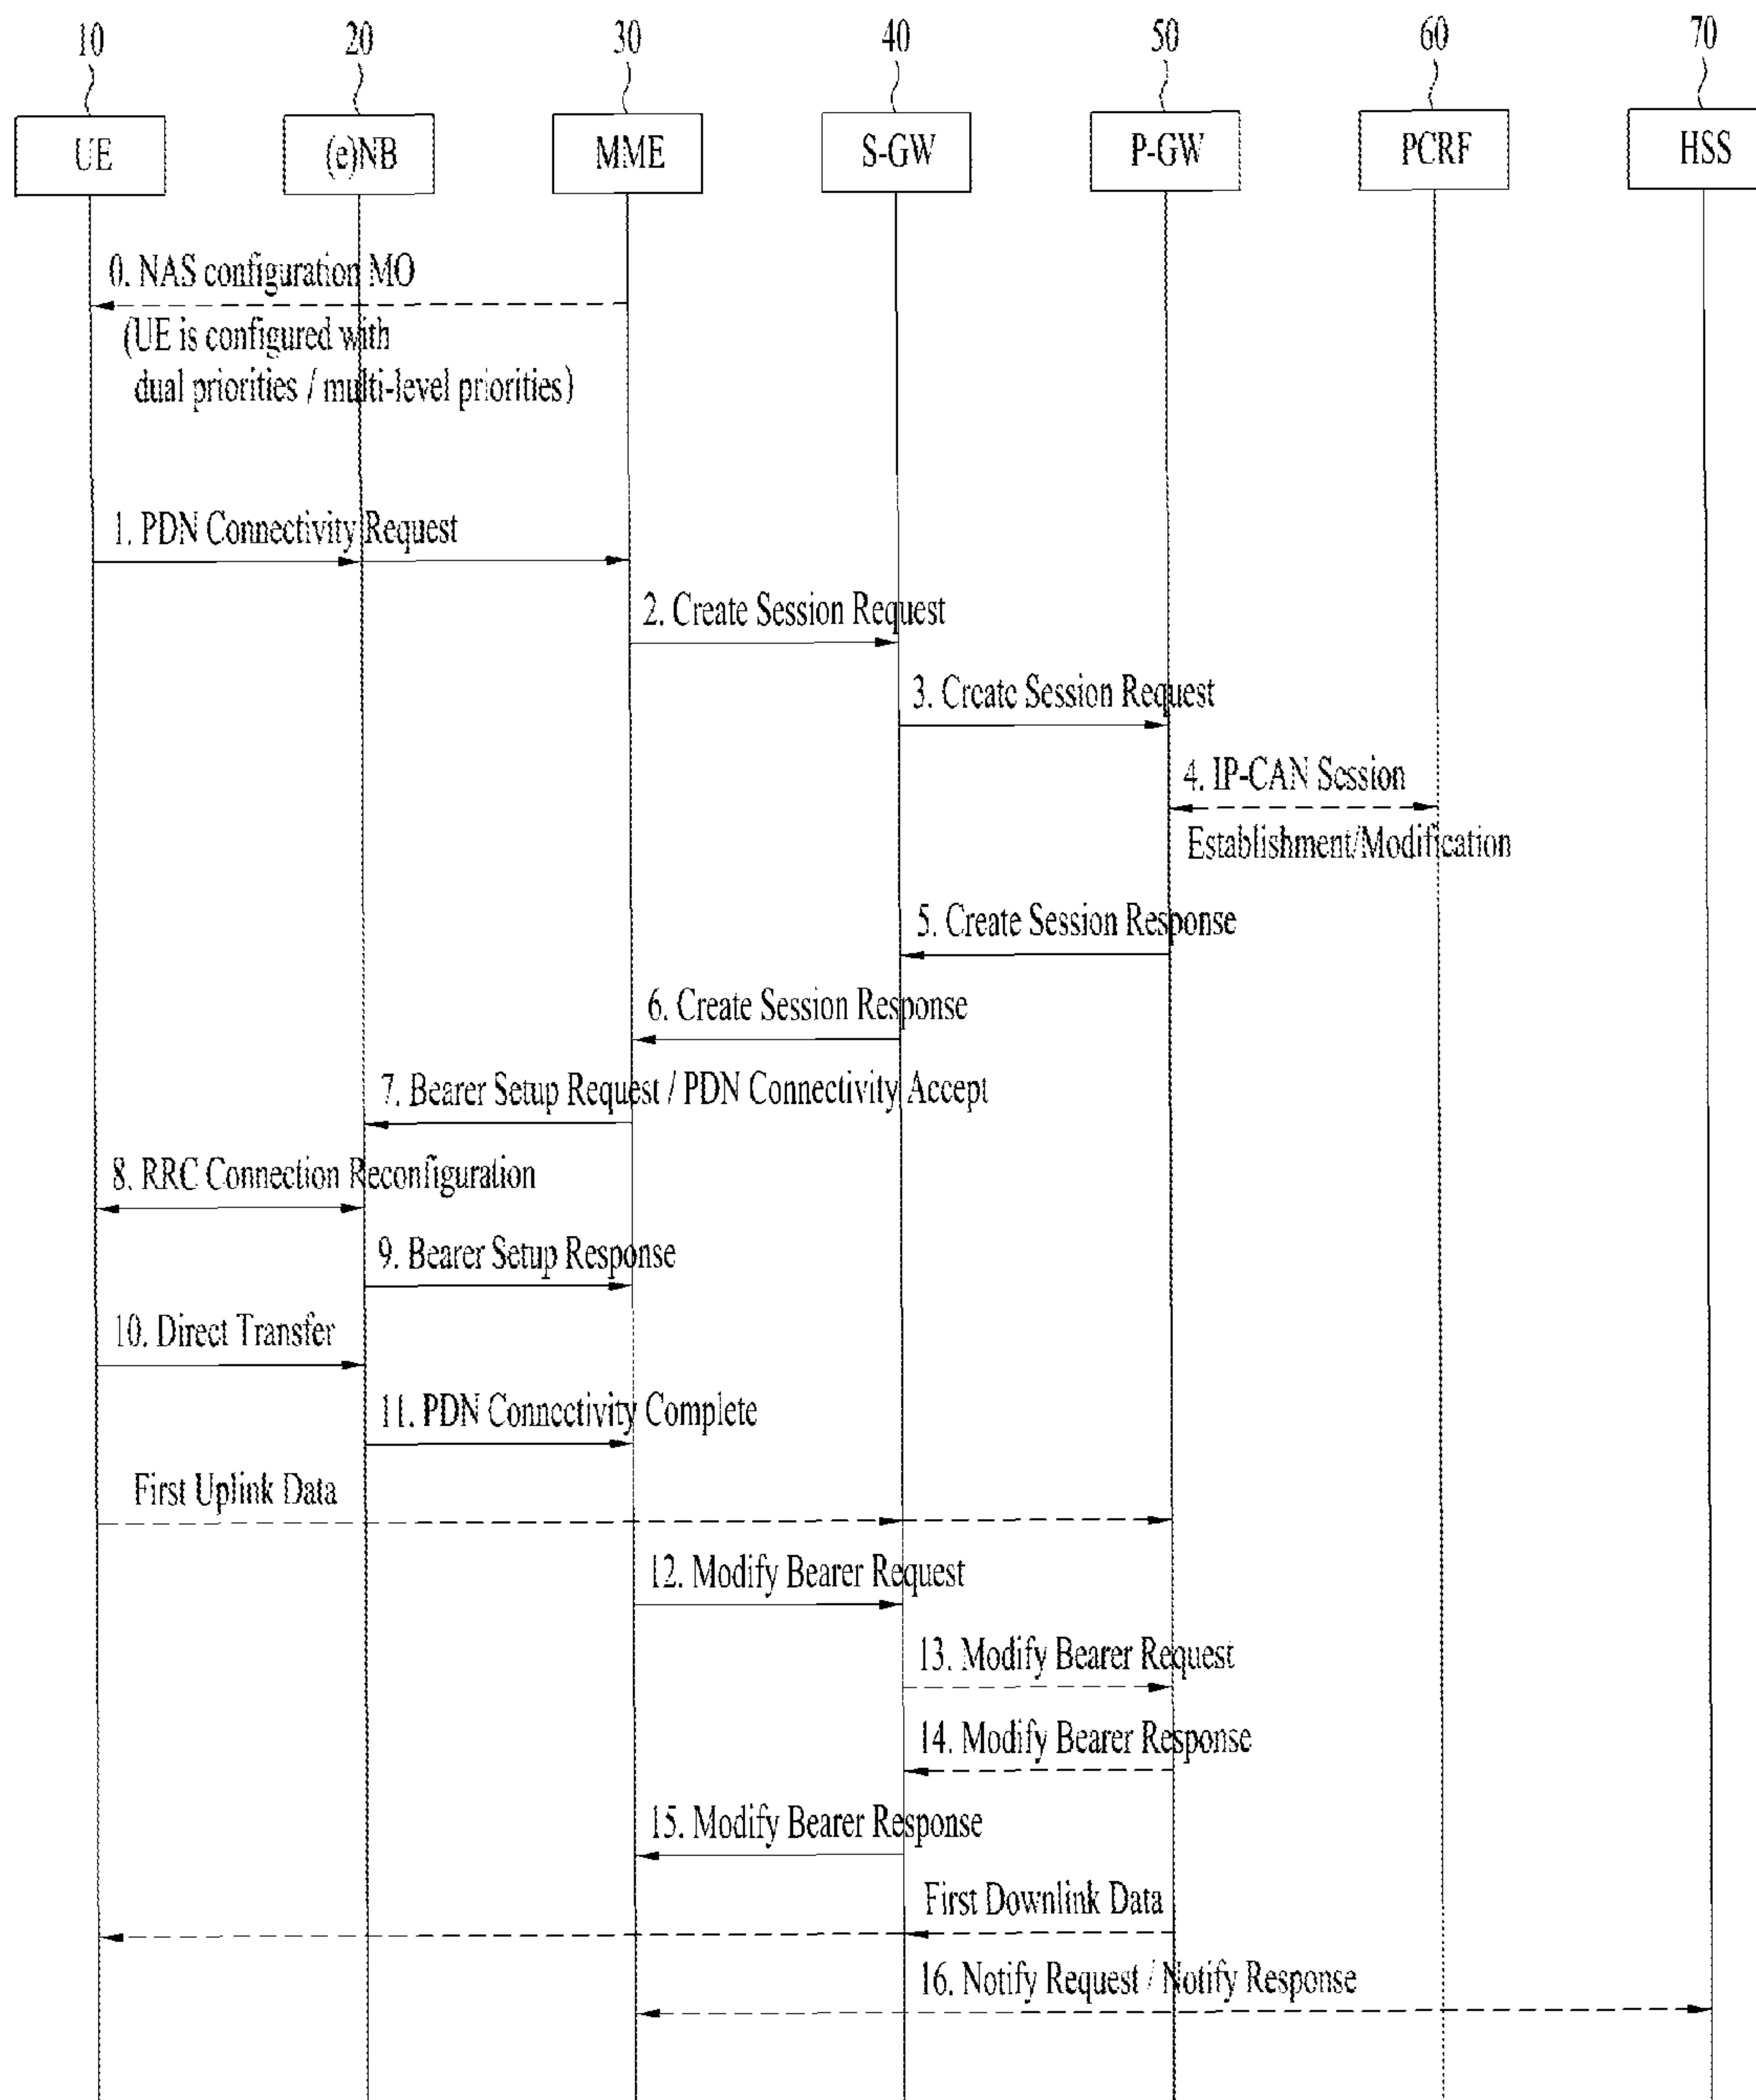 10 20 30 40 50 60 70
UE (e)NB MME S-GW P-GW PCRF HSS
0. NAS configuration MO
(UE is configured with
dual priorities / multi-level priorities)
1. PDN Connectivity Request
2. Create Session Request
3. Create Session Request
4. IP-CAN Session
Establishment/Modification
5. Create Session Response
6. Create Session Response
7. Bearer Setup Request / PDN Connectivity Accept
8. RRC Connection Reconfiguration
9. Bearer Setup Response
10. Direct Transfer
11. PDN Connectivity Complete
First Uplink Data
12. Modify Bearer Request
13. Modify Bearer Request
14. Modify Bearer Response
15. Modify Bearer Response
First Downlink Data
16. Notify Request / Notify Response